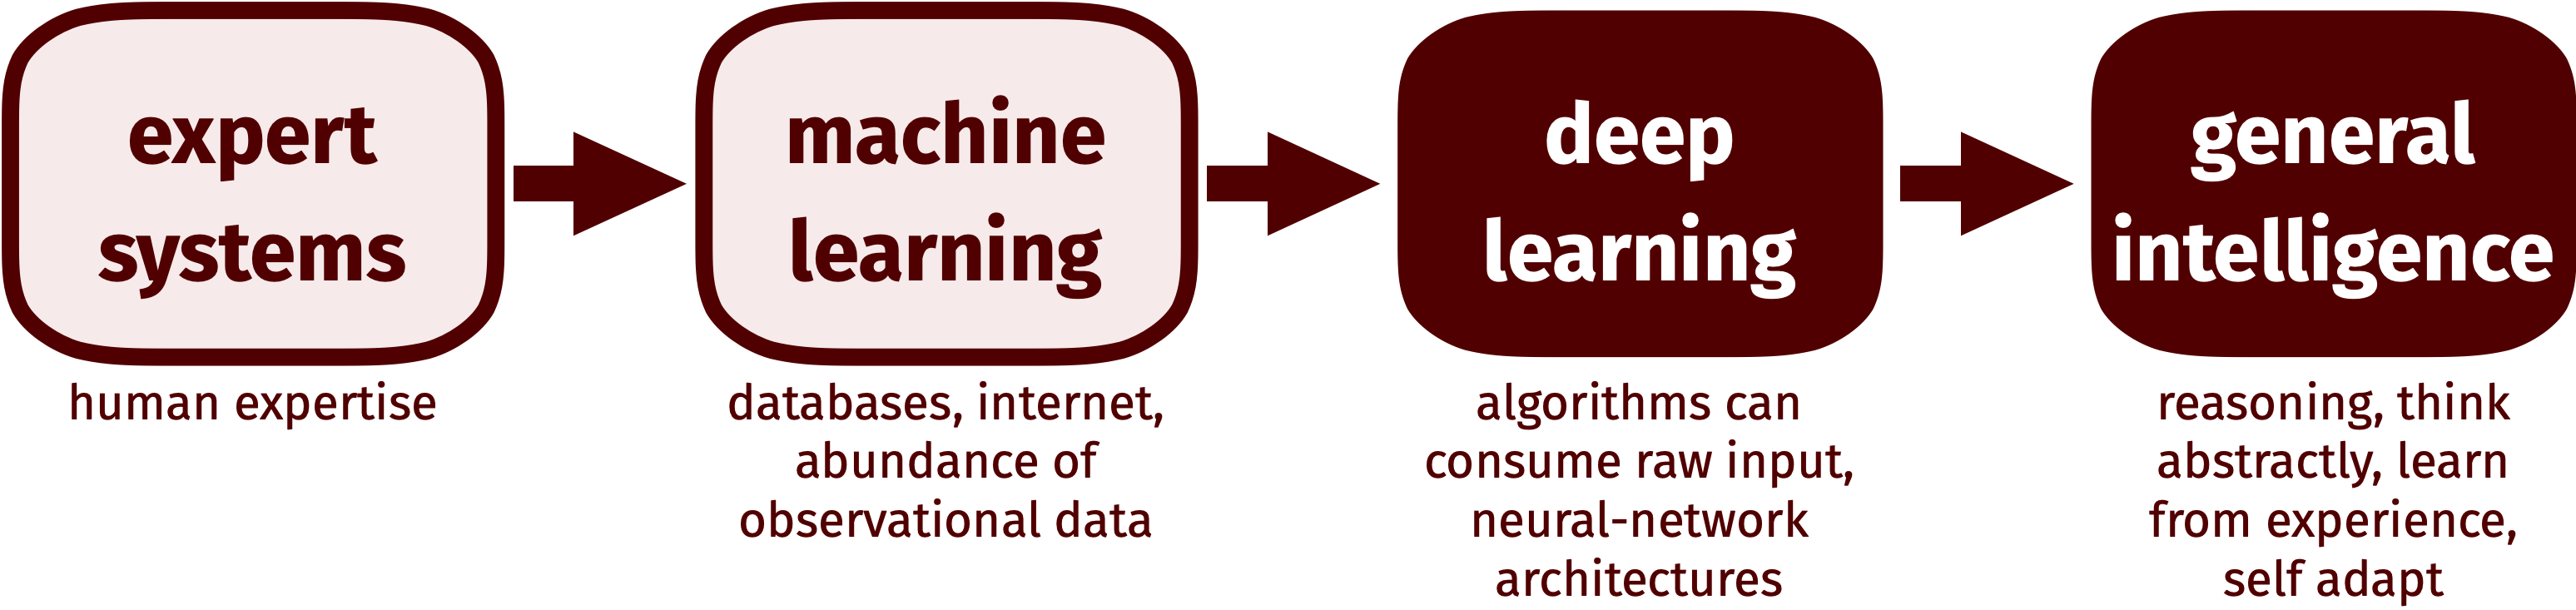 expert
systems
human expertise
machine
learning
databases, internet,
abundance of
observational data
deep
learning
algorithms can
consume raw input,
neural-network
architectures
general
intelligence
reasoning, think
abstractly, learn
from experience,
self adapt